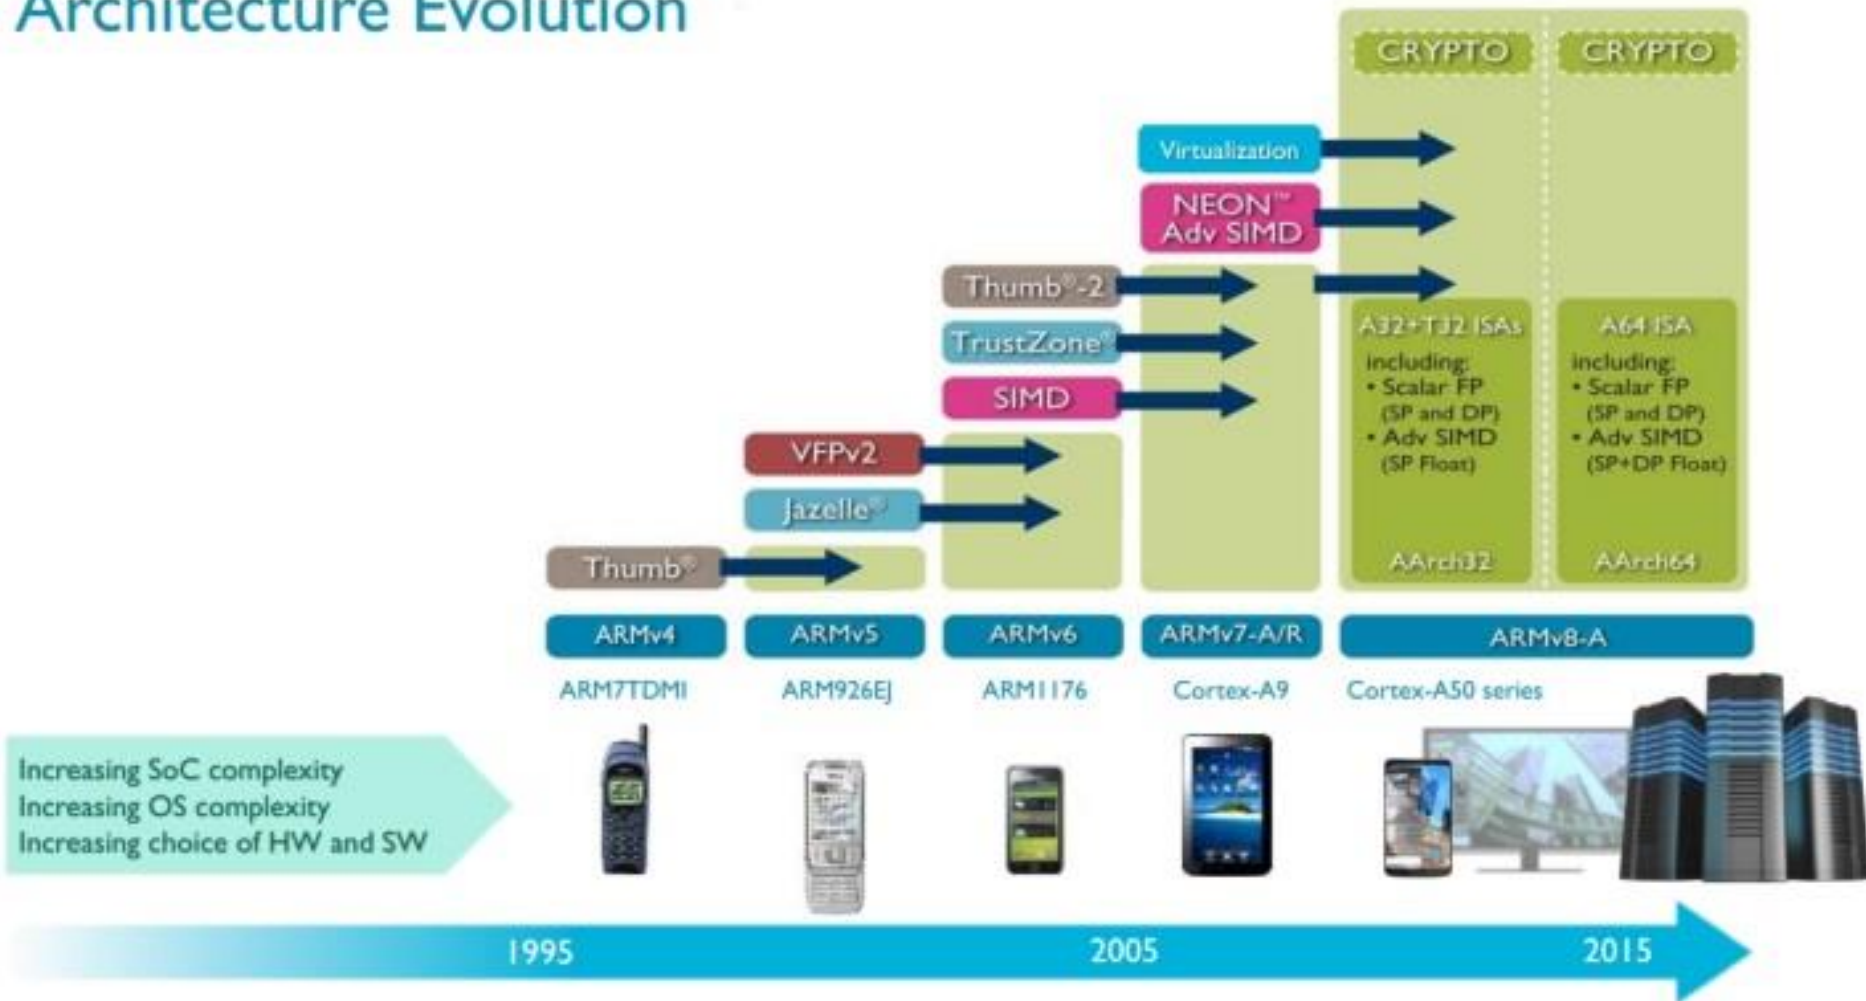 Architecture Evolution
CRYPTO
CRYPTO
Virtualization
NEON™
Adv SIMD
Thumb®-2
TrustZone®
SIMD
VFPv2
Jazelle®
Thumb®
A32+T32 ISAs
including:
• Scalar FP
(SP and DP)
• Adv SIMD
(SP Float)
AArch32
A64 ISA
including:
• Scalar FP
(SP and DP)
• Adv SIMD
(SP+DP Float)
AArch64
ARMv4
ARMv5
ARMv6
ARMv7-A/R
ARMv8-A
ARM7TDMI
ARM926EJ
ARM1176
Cortex-A9
Cortex-A50 series
Increasing SoC complexity
Increasing OS complexity
Increasing choice of HW and SW
1995
2005
2015